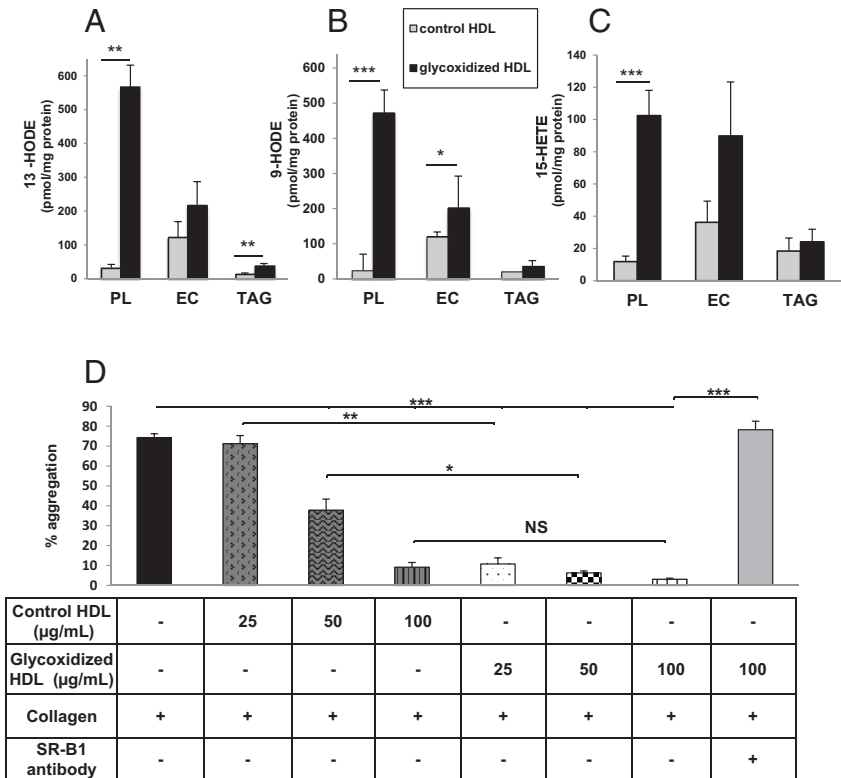 A
13 -HODE
(pmol/mg protein)
600
500
400
300
200
100
0
**
**
PL EC TAG
B
control HDL
glycoxidized HDL
9-HODE
(pmol/mg protein)
600
500
400
300
200
100
0
***
*
PL EC TAG
C
15-HETE
(pmol/mg protein)
140
120
100
80
60
40
20
0
***
PL EC TAG
D
% aggregation
90
80
70
60
50
40
30
20
10
0
***
***
**
*
NS
Control HDL
(µg/mL)
- 25 50 100 - - - -
Glycoxidized
HDL (µg/mL)
- - - - 25 50 100 100
Collagen + + + + + + + +
SR-B1
antibody
- - - - - - - +